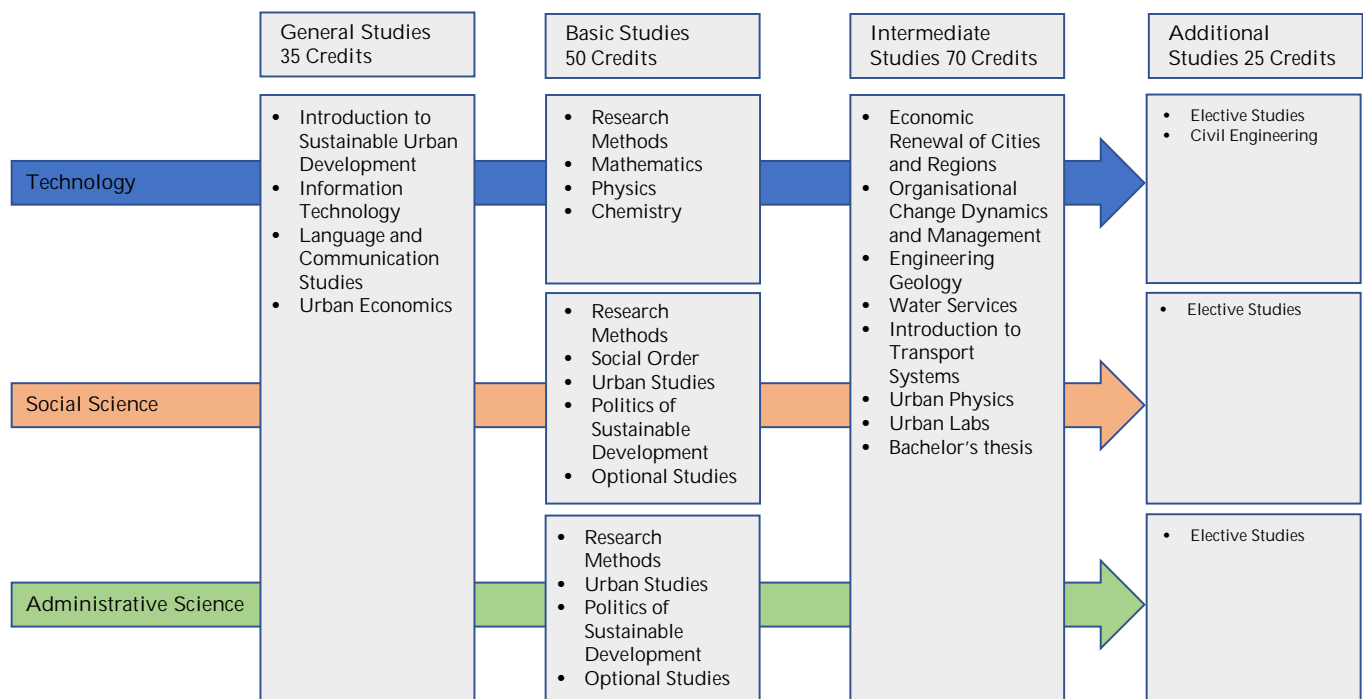 General Studies
35 Credits
Basic Studies
50 Credits
Intermediate
Studies 70 Credits
Additional
Studies 25 Credits
Technology
Social Science
Administrative Science
• Introduction to
Sustainable Urban
Development
• Information
Technology
• Language and
Communication
Studies
• Urban Economics
• Research
Methods
• Mathematics
• Physics
• Chemistry
• Research
Methods
• Social Order
• Urban Studies
• Politics of
Sustainable
Development
• Optional Studies
• Research
Methods
• Urban Studies
• Politics of
Sustainable
Development
• Optional Studies
• Economic
Renewal of Cities
and Regions
• Organisational
Change Dynamics
and Management
• Engineering
Geology
• Water Services
• Introduction to
Transport
Systems
• Urban Physics
• Urban Labs
• Bachelor's thesis
• Elective Studies
• Civil Engineering
• Elective Studies
• Elective Studies